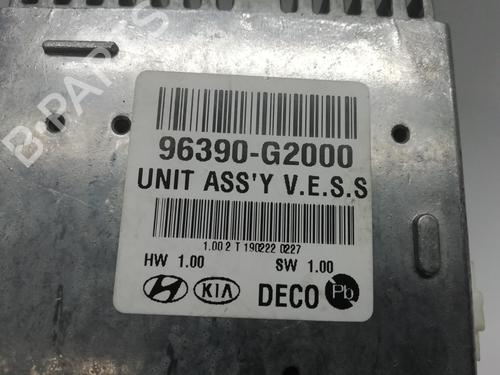 B-PARTS
96390-G2000
UNIT ASS'Y V.E.S.S
1.00 2 T 190222 0227
HW 1.00 SW 1.00
KIA DECO Pb